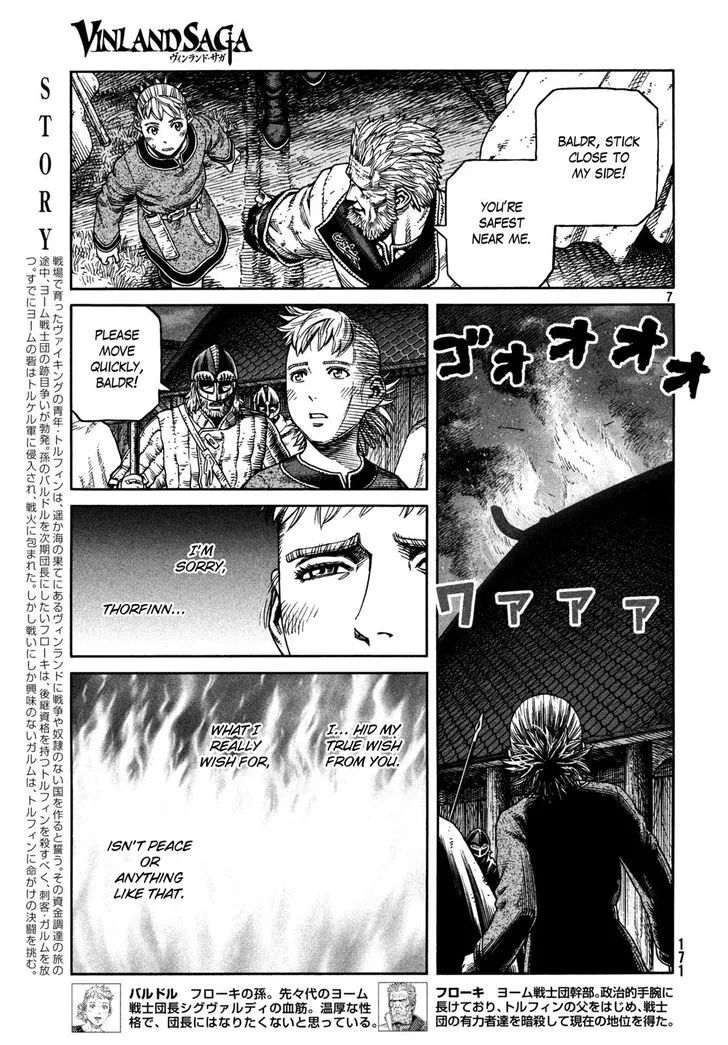 VINLAND SAGA
ヴィンランド・サガ
STORY
戦場で育ったヴァイキングの青年・トルフィンは、遥か海の果てにあるヴィンランドに戦争や奴隷のない国を作ると誓う。その資金調達の旅の
途中、ヨーム戦士団の跡目争いが勃発。孫のバルドルを次期団長にしたいフローキは、後継資格を持つトルフィンを殺すべく、刺客・ガルムを放
つ。すでにヨームの砦はトルケル軍に侵入され、戦火に包まれた。しかし戦いにしか興味のないガルムは、トルフィンに命がけの決闘を挑む。
BALDR, STICK
CLOSE TO
MY SIDE!
YOU'RE
SAFEST
NEAR ME.
7
ゴォォォォ
ワァァァァ
PLEASE
MOVE
QUICKLY,
BALDR!
I'M
SORRY,
THORFINN...
I... HID MY
TRUE WISH
FROM YOU.
WHAT I
REALLY
WISH FOR,
ISN'T PEACE
OR
ANYTHING
LIKE THAT.
171
バルドル フローキの孫。先々代のヨーム
戦士団長シグヴァルディの血筋。温厚な性
格で、団長にはなりたくないと思っている。
フローキ ヨーム戦士団幹部。政治的手腕に
長けており、トルフィンの父をはじめ、戦士
団の有力者達を暗殺して現在の地位を得た。